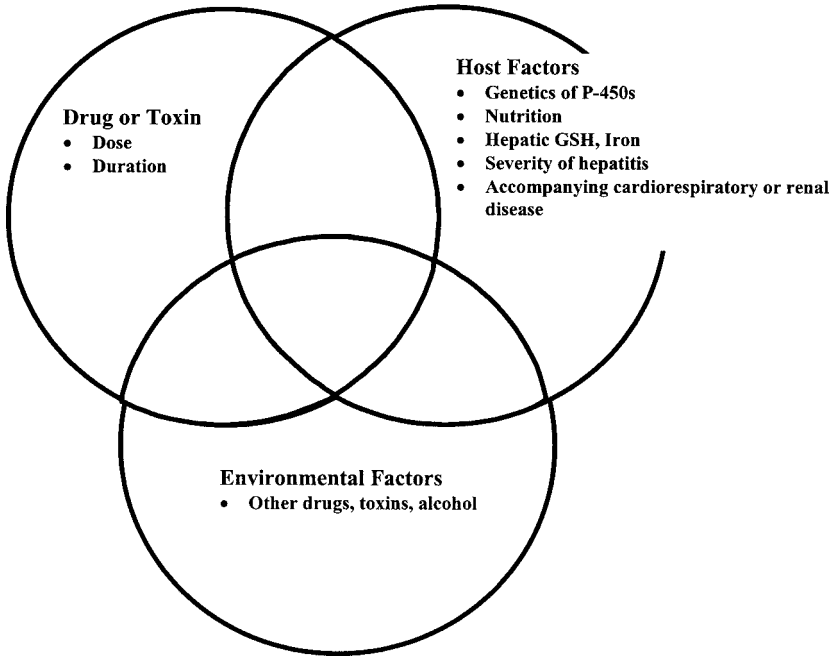 Drug or Toxin
• Dose
• Duration
Host Factors
• Genetics of P-450s
• Nutrition
• Hepatic GSH, Iron
• Severity of hepatitis
• Accompanying cardiorespiratory or renal
disease
Environmental Factors
• Other drugs, toxins, alcohol